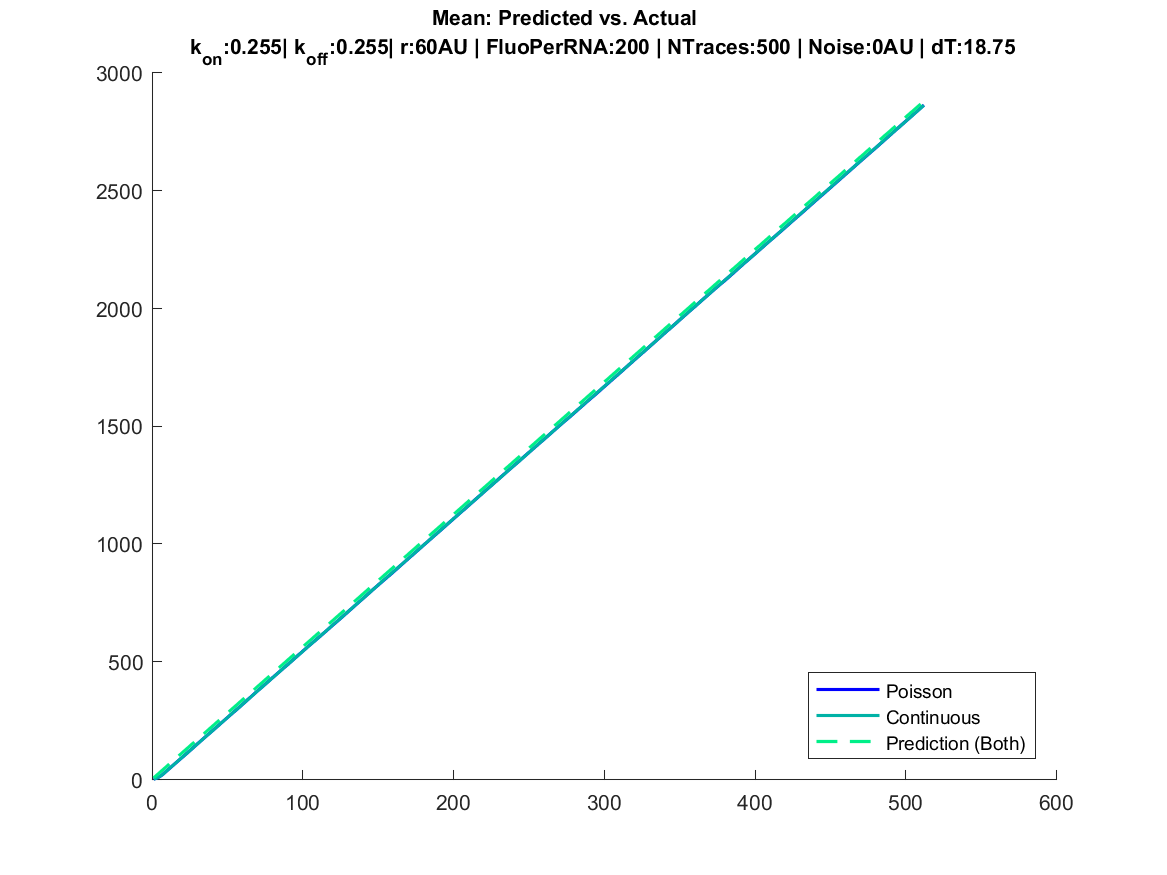 Mean: Predicted vs. Actual
kon:0.255| koff:0.255| r:60AU | FluoPerRNA:200 | NTraces:500 | Noise:0AU | dT:18.75
3000
2500
2000
1500
1000
500
0
0 100 200 300 400 500 600
Poisson
Continuous
Prediction (Both)